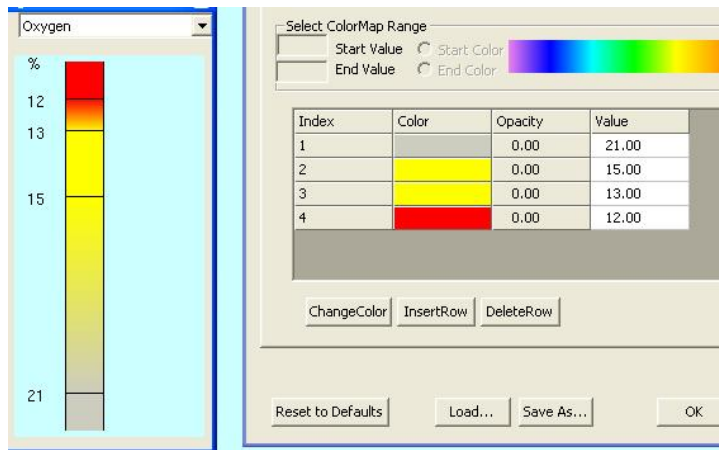 Oxygen
%
12
13
15
21
Select ColorMap Range
Start Value Start Color
End Value End Color
Index Color Opacity Value
1 0.00 21.00
2 0.00 15.00
3 0.00 13.00
4 0.00 12.00
ChangeColor InsertRow DeleteRow
Reset to Defaults Load... Save As... OK